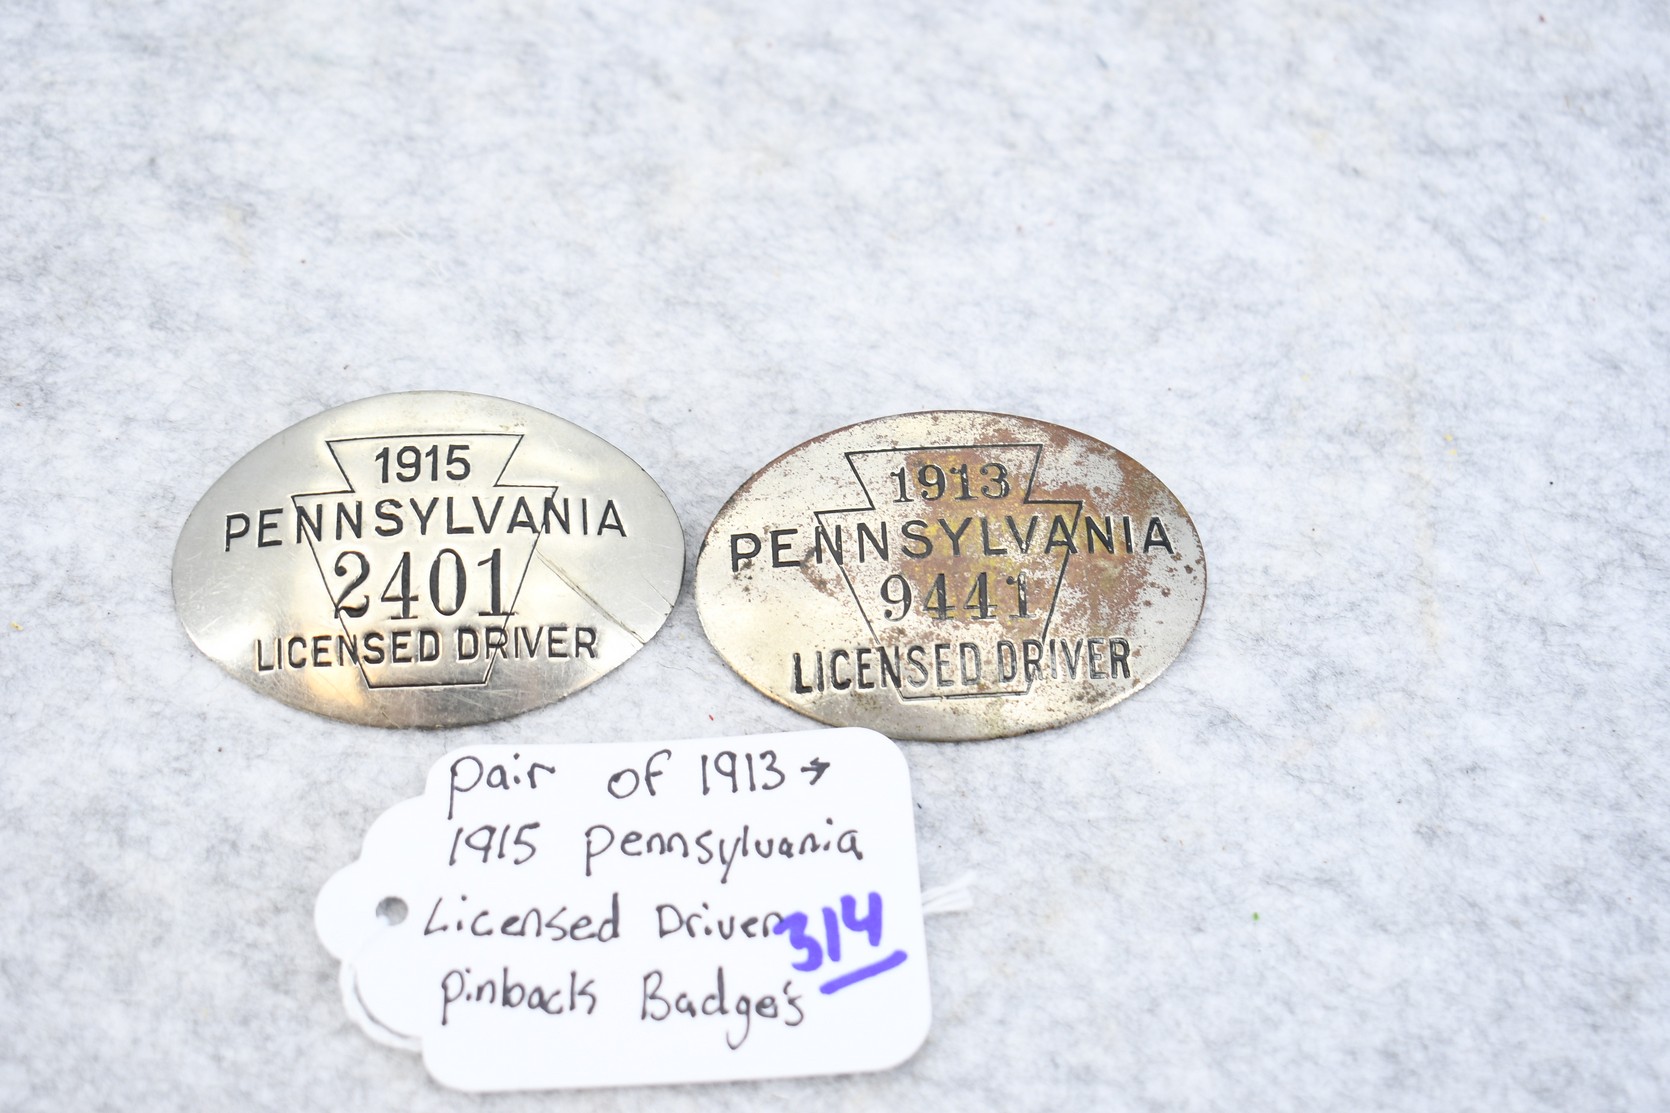 1915
PENNSYLVANIA
2401
LICENSED DRIVER
1913
PENNSYLVANIA
9441
LICENSED DRIVER
pair of 1913 →
1915 pennsylvania
Licensed Driver
pinback Badge's
314